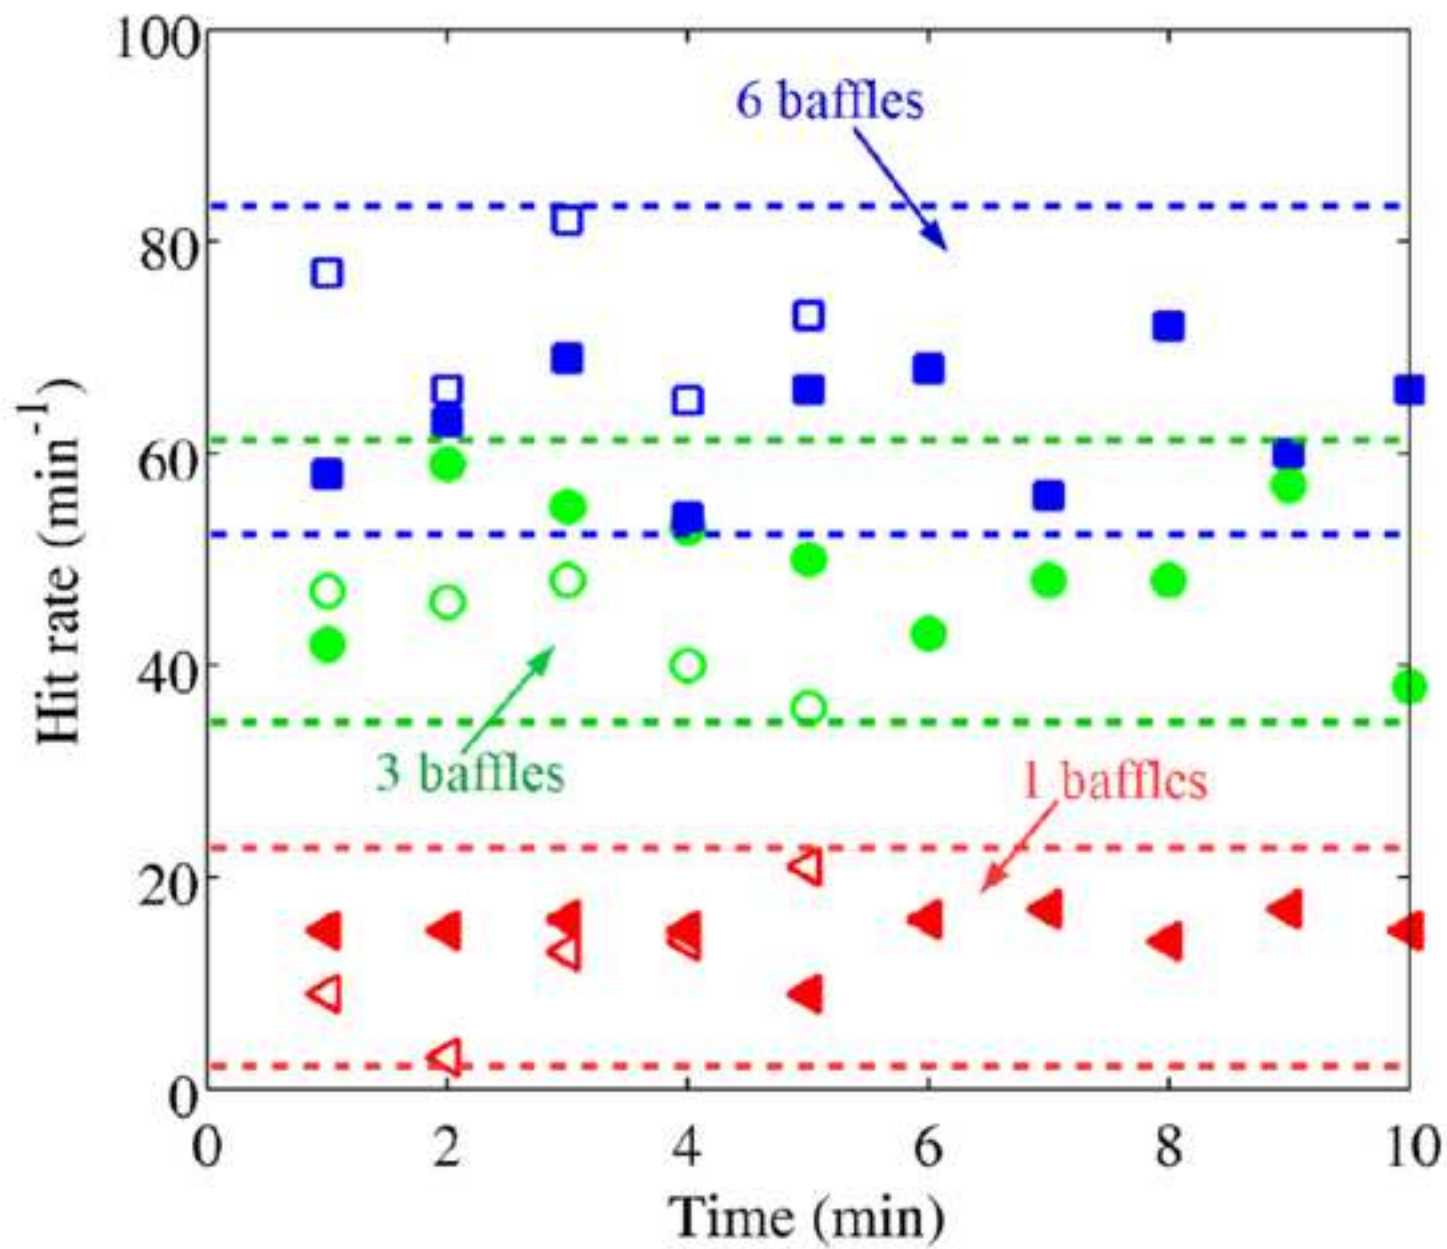 100
6 baffles
80
60
40
3 baffles
1 baffles
20
0
0 2 4 6 8 10
Time (min)
Hit rate (min⁻¹)